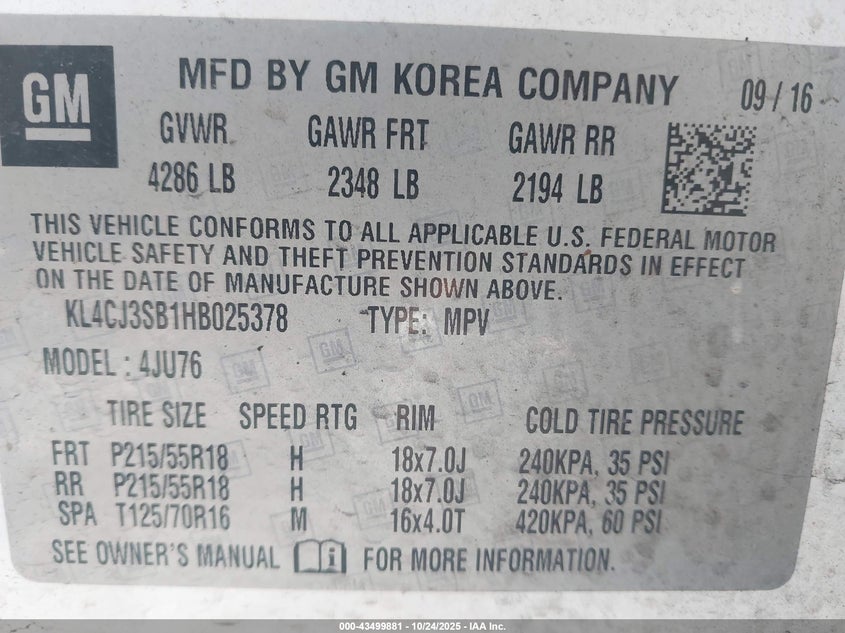 GM
MFD BY GM KOREA COMPANY 09/16
GVWR GAWR FRT GAWR RR
4286 LB 2348 LB 2194 LB
THIS VEHICLE CONFORMS TO ALL APPLICABLE U.S. FEDERAL MOTOR
VEHICLE SAFETY AND THEFT PREVENTION STANDARDS IN EFFECT
ON THE DATE OF MANUFACTURE SHOWN ABOVE.
KL4CJ3SB1HB025378 TYPE: MPV
MODEL : 4JU76
TIRE SIZE SPEED RTG RIM COLD TIRE PRESSURE
FRT P215/55R18 H 18x7.0J 240KPA, 35 PSI
RR P215/55R18 H 18x7.0J 240KPA, 35 PSI
SPA T125/70R16 M 16x4.0T 420KPA, 60 PSI
SEE OWNER'S MANUAL i FOR MORE INFORMATION.
000-43499881 - 10/24/2025 - IAA Inc.